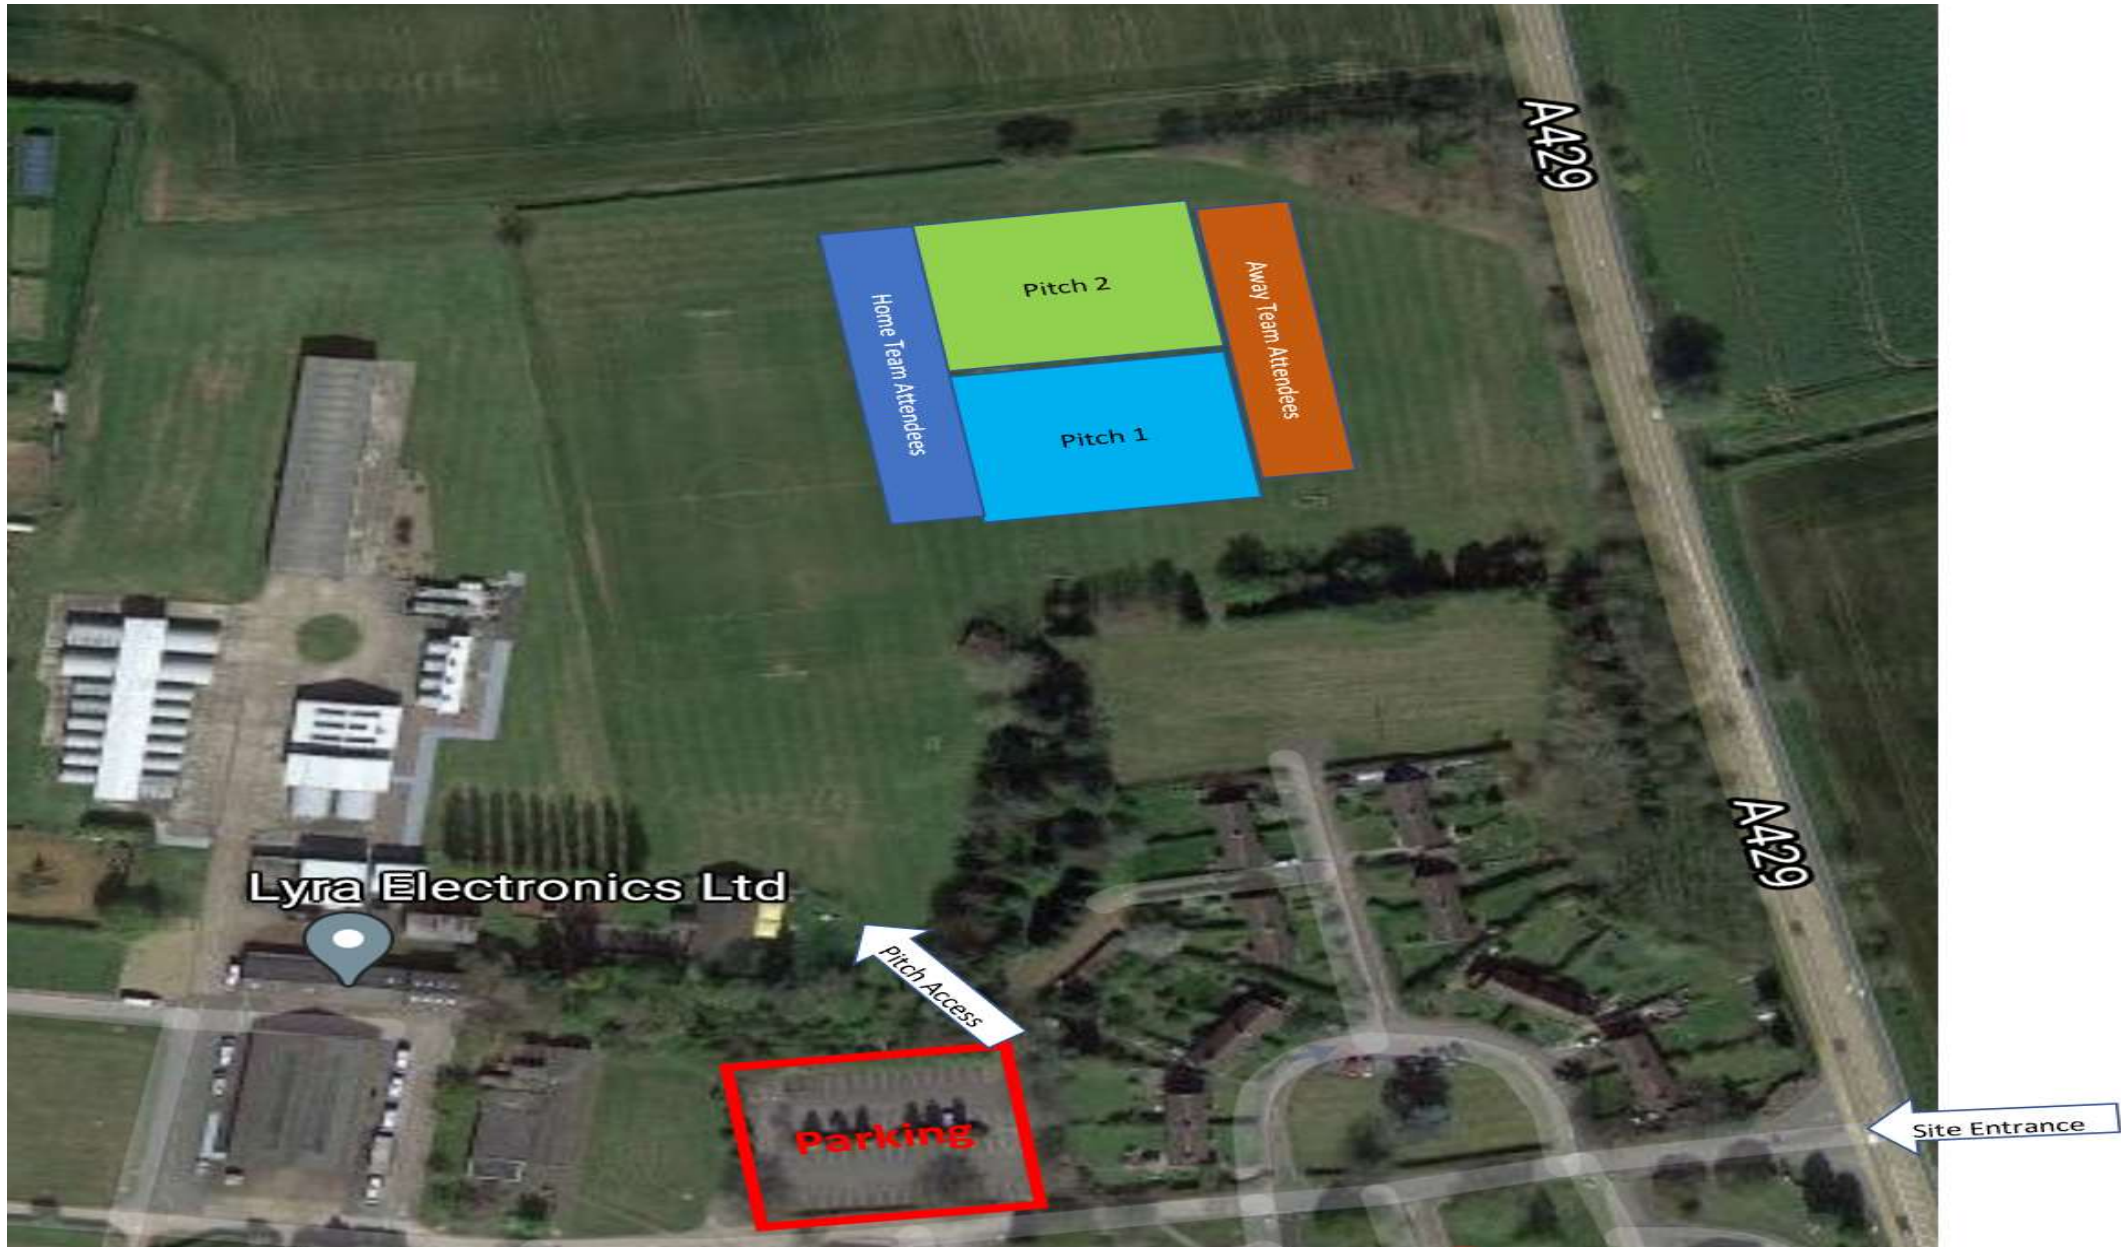 A429
Pitch 2
Home Team Attendees
Away Team Attendees
Pitch 1
A429
Lyra Electronics Ltd
Pitch Access
Parking
Site Entrance